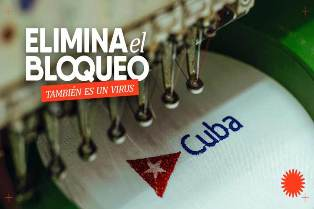 ELIMINA el
BLOQUEO
TAMBIÉN ES UN VIRUS
Cuba